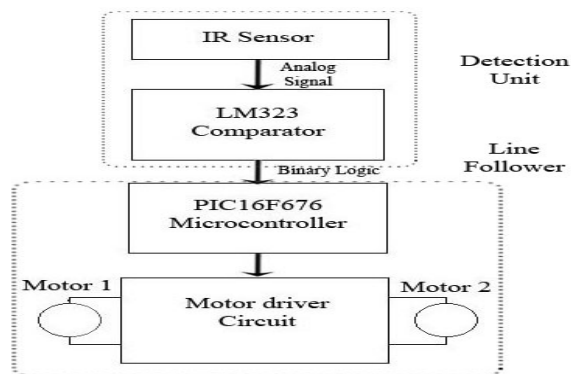 IR Sensor
Analog
Signal
Detection
Unit
LM323
Comparator
Line
Follower
Binary Logic
PIC16F676
Microcontroller
Motor 1
Motor 2
Motor driver
Circuit